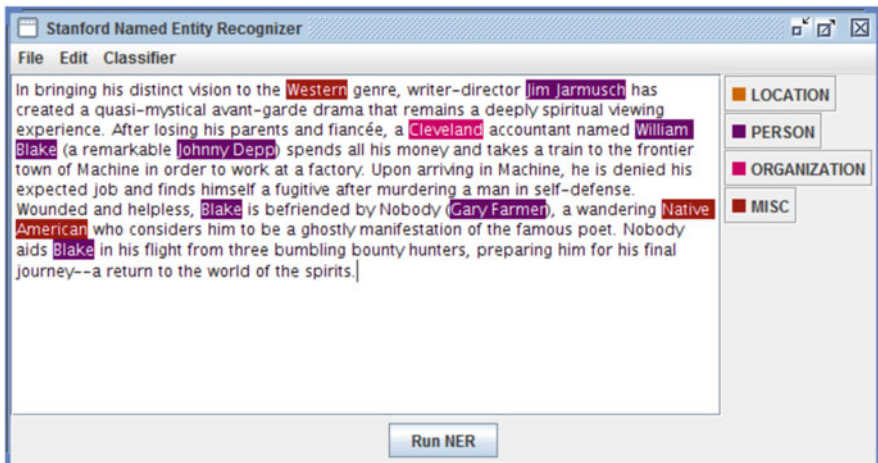 Stanford Named Entity Recognizer
File Edit Classifier
In bringing his distinct vision to the Western genre, writer-director Jim Jarmusch has
created a quasi-mystical avant-garde drama that remains a deeply spiritual viewing
experience. After losing his parents and fiancée, a Cleveland accountant named William
Blake (a remarkable Johnny Depp) spends all his money and takes a train to the frontier
town of Machine in order to work at a factory. Upon arriving in Machine, he is denied his
expected job and finds himself a fugitive after murdering a man in self-defense.
Wounded and helpless, Blake is befriended by Nobody (Gary Farmer), a wandering Native
American who considers him to be a ghostly manifestation of the famous poet. Nobody
aids Blake in his flight from three bumbling bounty hunters, preparing him for his final
journey--a return to the world of the spirits.
LOCATION
PERSON
ORGANIZATION
MISC
Run NER